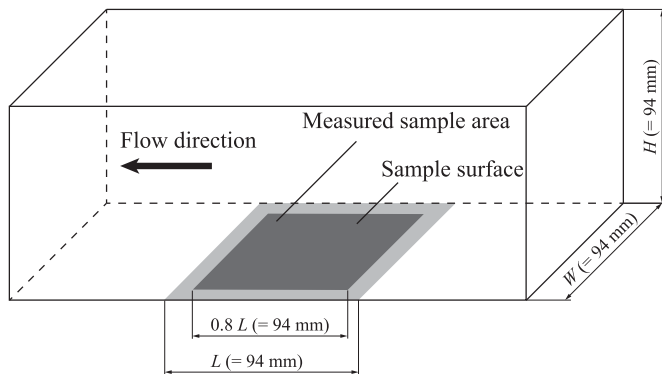 Measured sample area
Flow direction
Sample surface
H (= 94 mm)
W (= 94 mm)
0.8 L (= 94 mm)
L (= 94 mm)